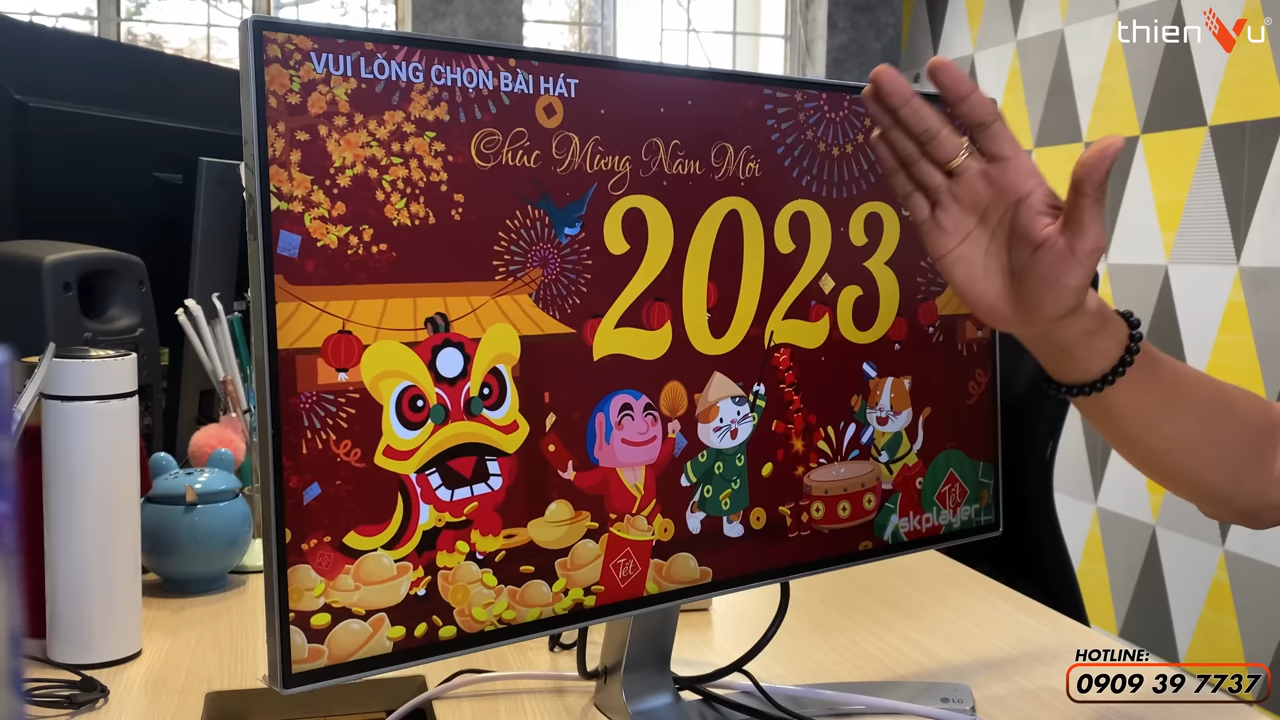 thienVu®
VUI LÒNG CHỌN BÀI HÁT
Chúc Mừng Năm Mới
2023
Tết
skplayer
Tết
LG
HOTLINE:
0909 39 7737